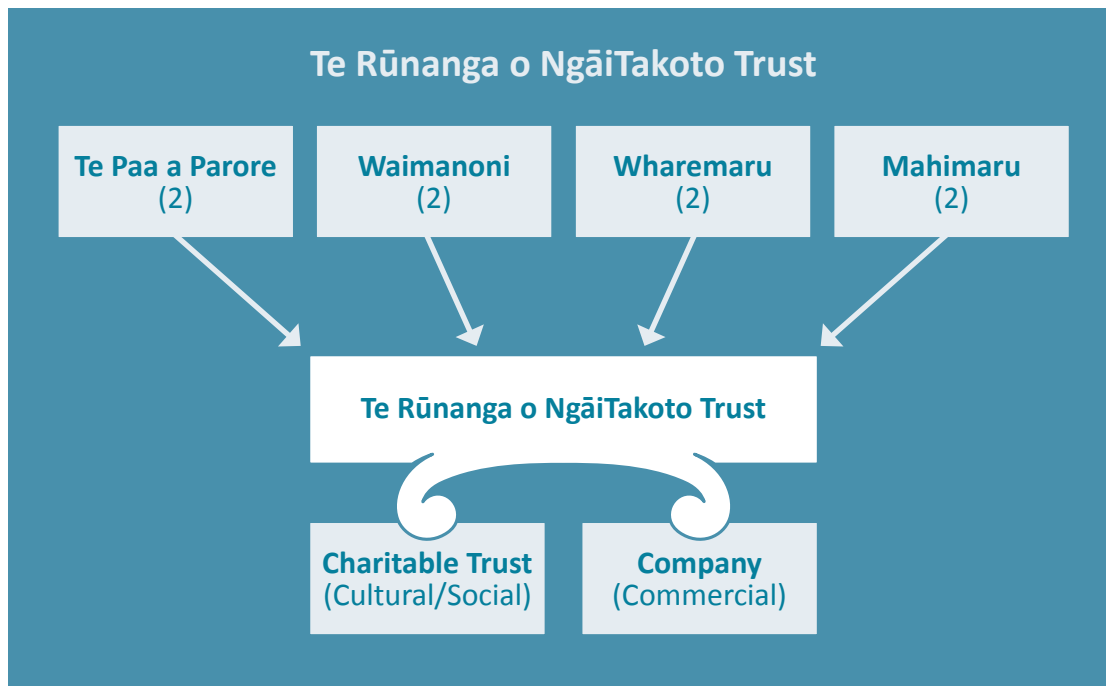 Te Rūnanga o NgāiTakoto Trust
Te Paa a Parore
(2)
Waimanoni
(2)
Wharemaru
(2)
Mahimaru
(2)
Te Rūnanga o NgāiTakoto Trust
Charitable Trust
(Cultural/Social)
Company
(Commercial)